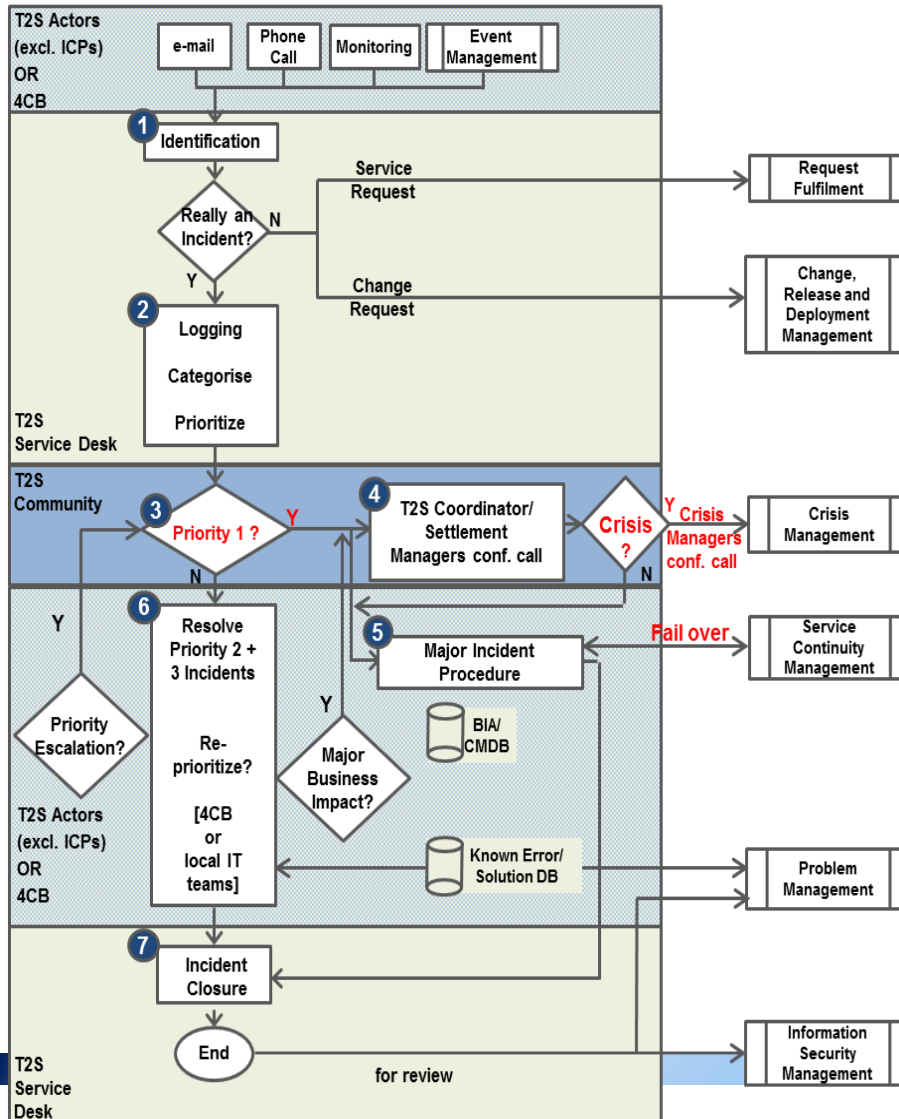 T2S Actors
(excl. ICPs)
OR
4CB
e-mail
Phone
Call
Monitoring
Event
Management
1
Identification
Really an
Incident?
N
Y
Service
Request
Request
Fulfilment
Change
Request
Change,
Release and
Deployment
Management
2
Logging
Categorise
Prioritize
T2S
Service Desk
T2S
Community
3
Priority 1 ?
Y
N
4
T2S Coordinator/
Settlement
Managers conf. call
Crisis
?
Y
N
Crisis
Managers
conf. call
Crisis
Management
6
Resolve
Priority 2 +
3 Incidents
Re-
prioritize?
[4CB
or
local IT
teams]
Y
Priority
Escalation?
Y
Major
Business
Impact?
5
Major Incident
Procedure
Fail over
Service
Continuity
Management
BIA/
CMDB
Known Error/
Solution DB
Problem
Management
T2S Actors
(excl. ICPs)
OR
4CB
7
Incident
Closure
End
for review
Information
Security
Management
T2S
Service
Desk